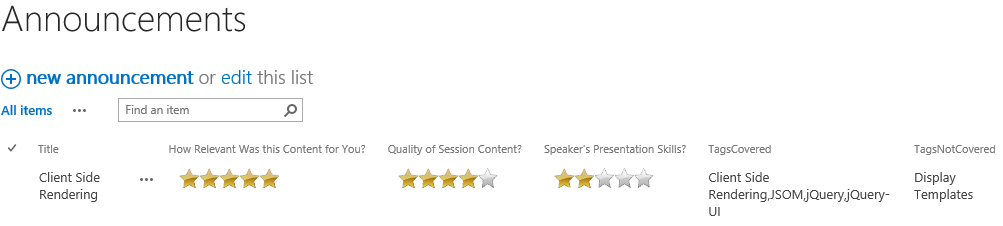 Announcements
new announcement or edit this list
All items ••• Find an item
Title How Relevant Was this Content for You? Quality of Session Content? Speaker's Presentation Skills? TagsCovered TagsNotCovered
Client Side ••• Client Side Display
Rendering Rendering,JSOM,jQuery,jQuery- Templates
UI